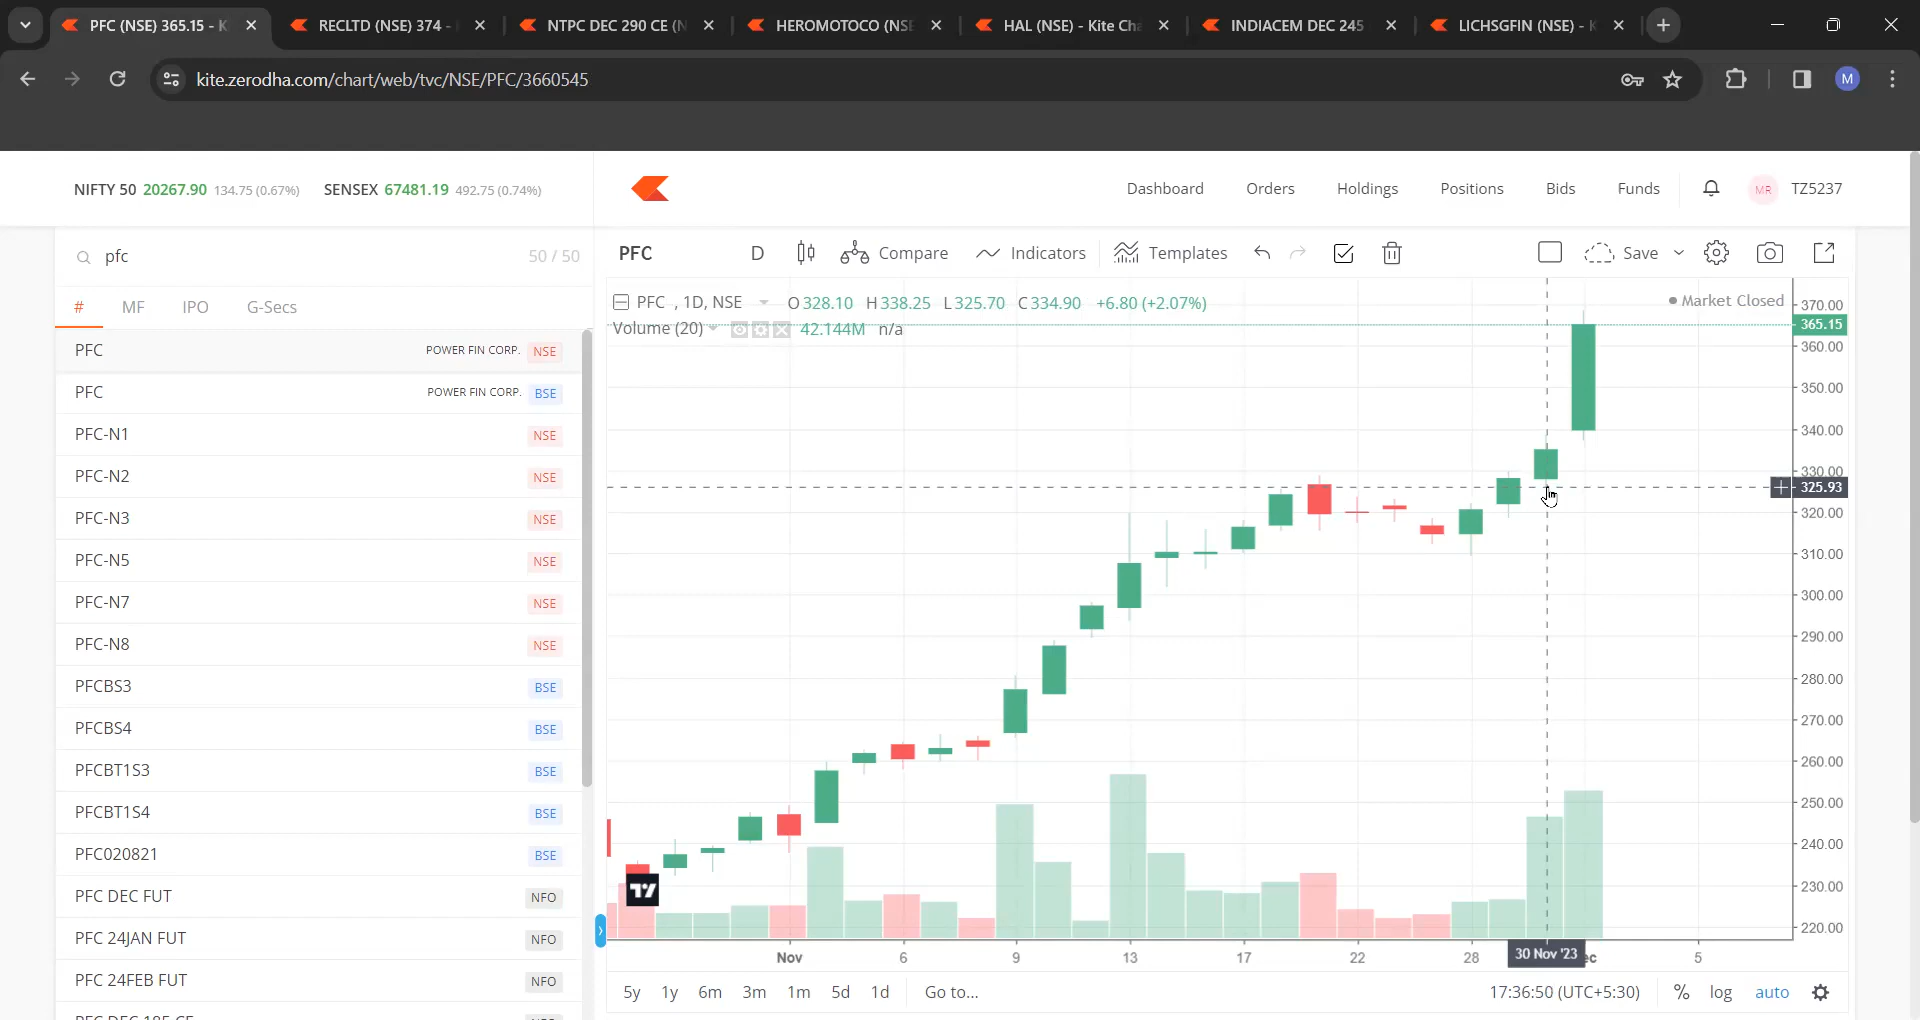 PFC (NSE) 365.15 - K
RECLTD (NSE) 374 -
NTPC DEC 290 CE (N
HEROMOTOCO (NSE
HAL (NSE) - Kite Cha
INDIACEM DEC 245
LICHSGFIN (NSE) - K
kite.zerodha.com/chart/web/tvc/NSE/PFC/3660545
M
NIFTY 50 20267.90 134.75 (0.67%) SENSEX 67481.19 492.75 (0.74%)
Dashboard Orders Holdings Positions Bids Funds MR TZ5237
pfc 50 / 50
# MF IPO G-Secs
PFC POWER FIN CORP. NSE
PFC POWER FIN CORP. BSE
PFC-N1 NSE
PFC-N2 NSE
PFC-N3 NSE
PFC-N5 NSE
PFC-N7 NSE
PFC-N8 NSE
PFCBS3 BSE
PFCBS4 BSE
PFCBT1S3 BSE
PFCBT1S4 BSE
PFC020821 BSE
PFC DEC FUT NFO
PFC 24JAN FUT NFO
PFC 24FEB FUT NFO
PFC D Compare Indicators Templates Save
PFC , 1D, NSE O 328.10 H 338.25 L 325.70 C 334.90 +6.80 (+2.07%)
Market Closed
Volume (20) 42.144M n/a
370.00
365.15
360.00
350.00
340.00
330.00
325.93
320.00
310.00
300.00
290.00
280.00
270.00
260.00
250.00
240.00
230.00
220.00
Nov 6 9 13 17 22 28 30 Nov '23 ec 5
5y 1y 6m 3m 1m 5d 1d Go to...
17:36:50 (UTC+5:30) % log auto